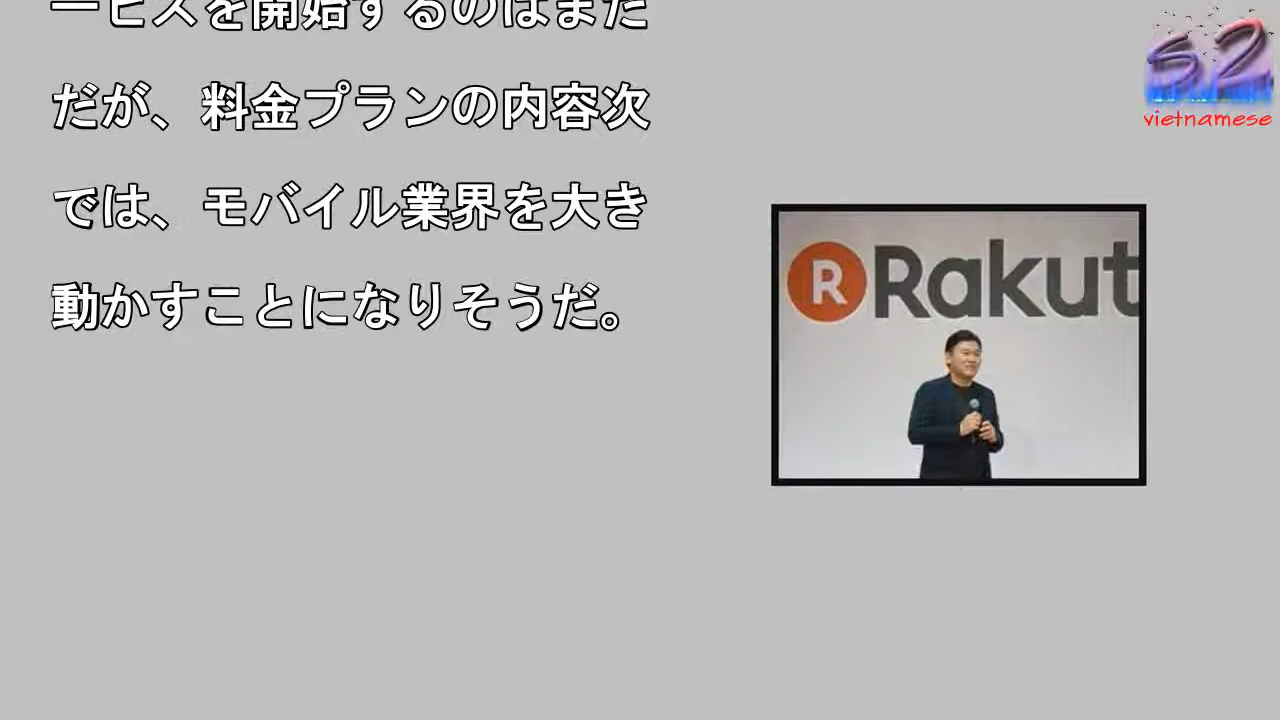 ービスを開始するのはまだ
だが、料金プランの内容次
では、モバイル業界を大き
動かすことになりそうだ。
s2
vietnamese
R Rakut